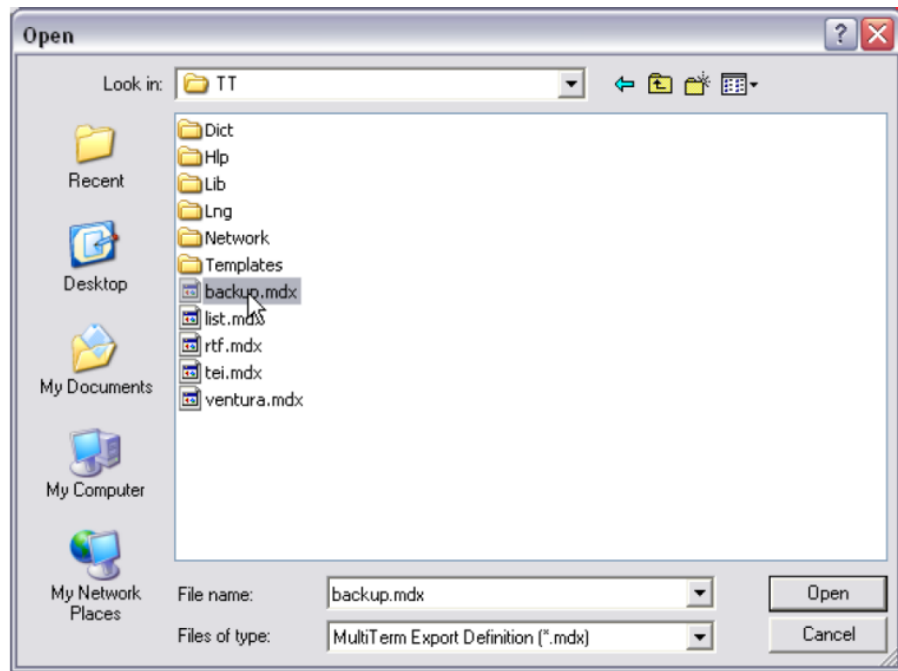 Open
Look in: TT
Recent
Desktop
My Documents
My Computer
My Network
Places
Dict
Hlp
Lib
Lng
Network
Templates
backup.mdx
list.mdx
rtf.mdx
tei.mdx
ventura.mdx
File name: backup.mdx Open
Files of type: MultiTerm Export Definition (*.mdx) Cancel